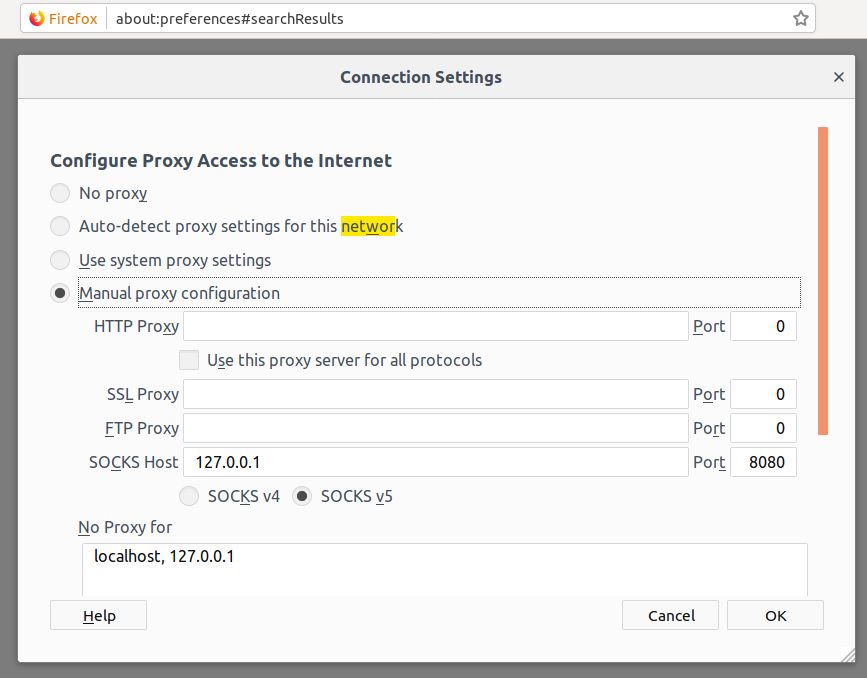 Firefox about:preferences#searchResults
Connection Settings
Configure Proxy Access to the Internet
No proxy
Auto-detect proxy settings for this network
Use system proxy settings
Manual proxy configuration
HTTP Proxy Port 0
Use this proxy server for all protocols
SSL Proxy Port 0
FTP Proxy Port 0
SOCKS Host 127.0.0.1 Port 8080
SOCKS v4 SOCKS v5
No Proxy for
localhost, 127.0.0.1
Help Cancel OK